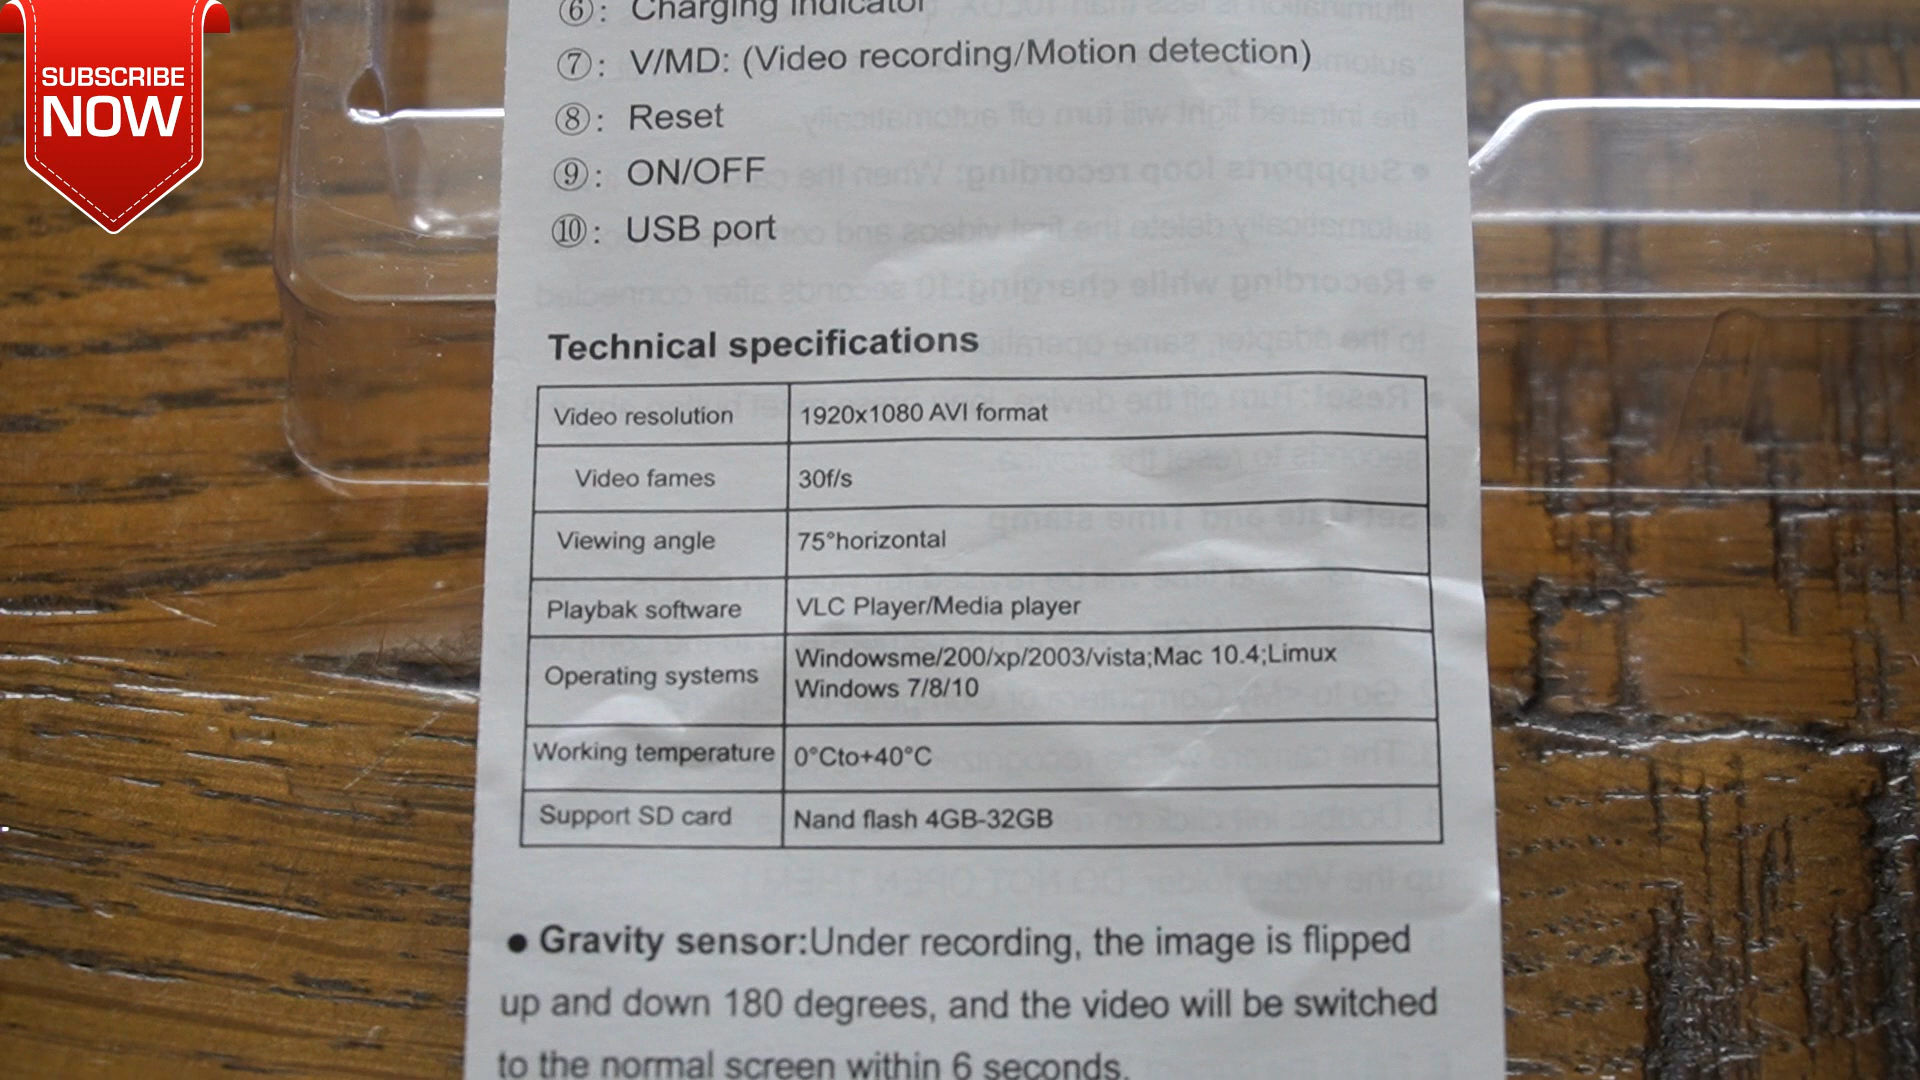 SUBSCRIBE
NOW
⑥: Charging indicator
⑦: V/MD: (Video recording/Motion detection)
⑧: Reset
⑨: ON/OFF
⑩: USB port
Technical specifications
Video resolution 1920x1080 AVI format
Video fames 30f/s
Viewing angle 75°horizontal
Playbak software VLC Player/Media player
Operating systems Windowsme/200/xp/2003/vista;Mac 10.4;Limux
Windows 7/8/10
Working temperature 0°Cto+40°C
Support SD card Nand flash 4GB-32GB
● Gravity sensor:Under recording, the image is flipped
up and down 180 degrees, and the video will be switched
to the normal screen within 6 seconds.